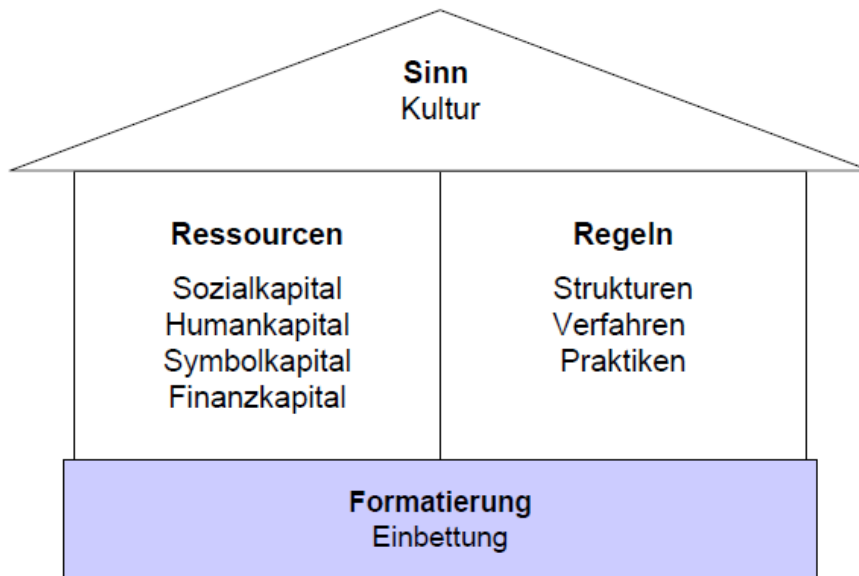 Sinn
Kultur
Ressourcen
Sozialkapital
Humankapital
Symbolkapital
Finanzkapital
Regeln
Strukturen
Verfahren
Praktiken
Formatierung
Einbettung